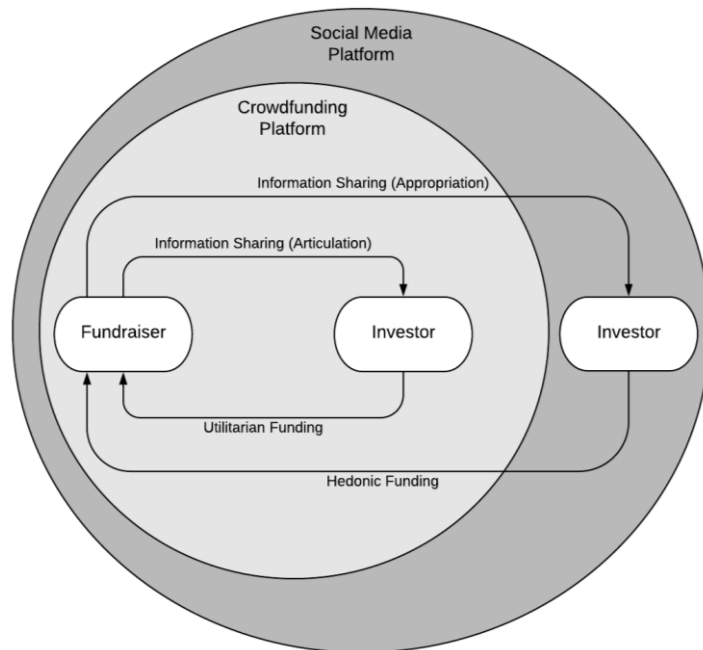 Social Media
Platform
Crowdfunding
Platform
Information Sharing (Appropriation)
Information Sharing (Articulation)
Fundraiser
Investor
Investor
Utilitarian Funding
Hedonic Funding